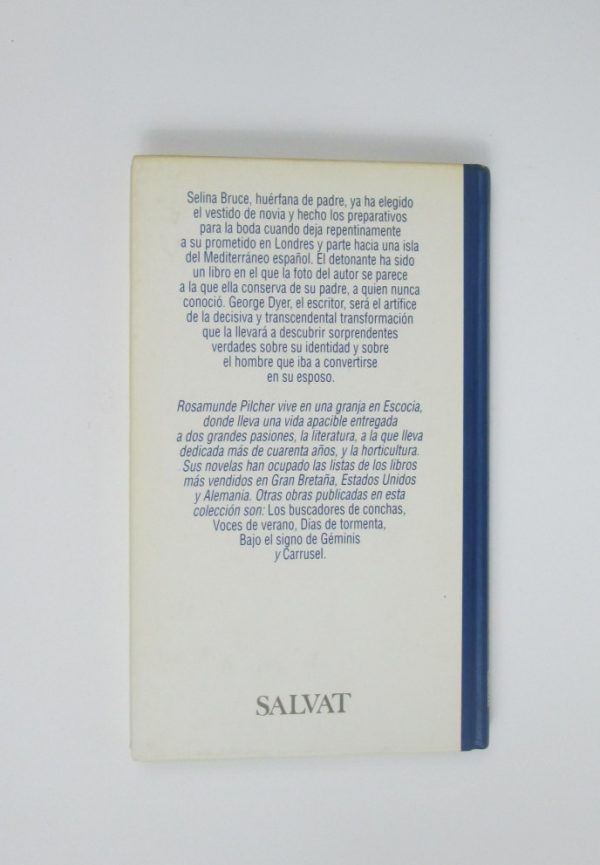 Selina Bruce, huérfana de padre, ya ha elegido
el vestido de novia y hecho los preparativos
para la boda cuando deja repentinamente
a su prometido en Londres y parte hacia una isla
del Mediterráneo español. El detonante ha sido
un libro en el que la foto del autor se parece
a la que ella conserva de su padre, a quien nunca
conoció. George Dyer, el escritor, será el artífice
de la decisiva y transcendental transformación
que la llevará a descubrir sorprendentes
verdades sobre su identidad y sobre
el hombre que iba a convertirse
en su esposo.
Rosamunde Pilcher vive en una granja en Escocia,
donde lleva una vida apacible entregada
a dos grandes pasiones, la literatura, a la que lleva
dedicada más de cuarenta años, y la horticultura.
Sus novelas han ocupado las listas de los libros
más vendidos en Gran Bretaña, Estados Unidos
y Alemania. Otras obras publicadas en esta
colección son: Los buscadores de conchas,
Voces de verano, Días de tormenta,
Bajo el signo de Géminis
y Carrusel.
SALVAT